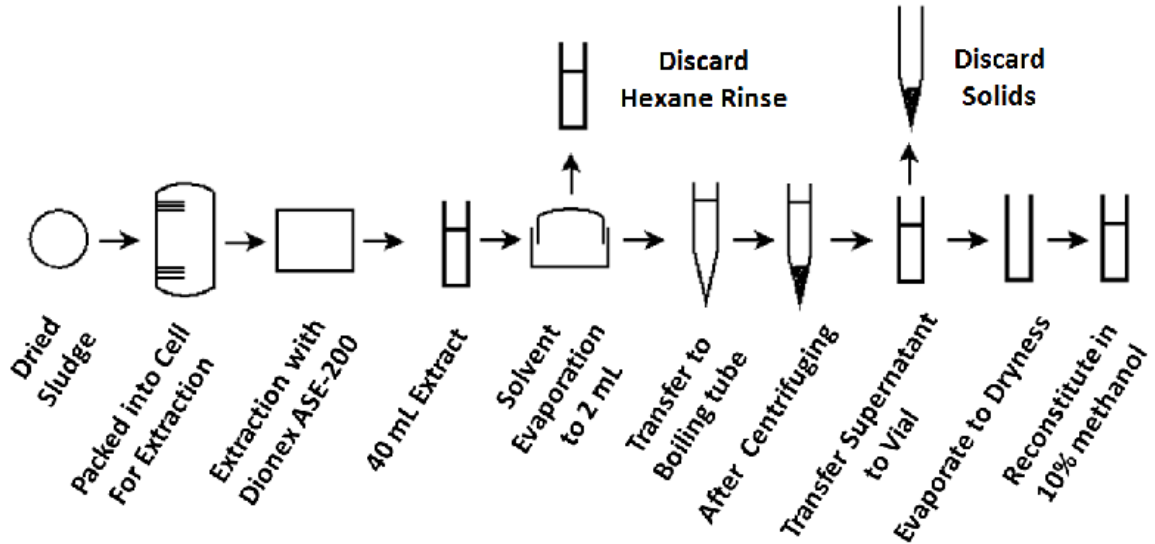 Discard
Hexane Rinse
Discard
Solids
Dried
Sludge
Packed into Cell
For Extraction
Extraction with
Dionex ASE-200
40 mL Extract
Solvent
Evaporation
to 2 mL
Transfer to
Boiling tube
After Centrifuging
Transfer Supernatant
to Vial
Evaporate to Dryness
Reconstitute in
10% methanol